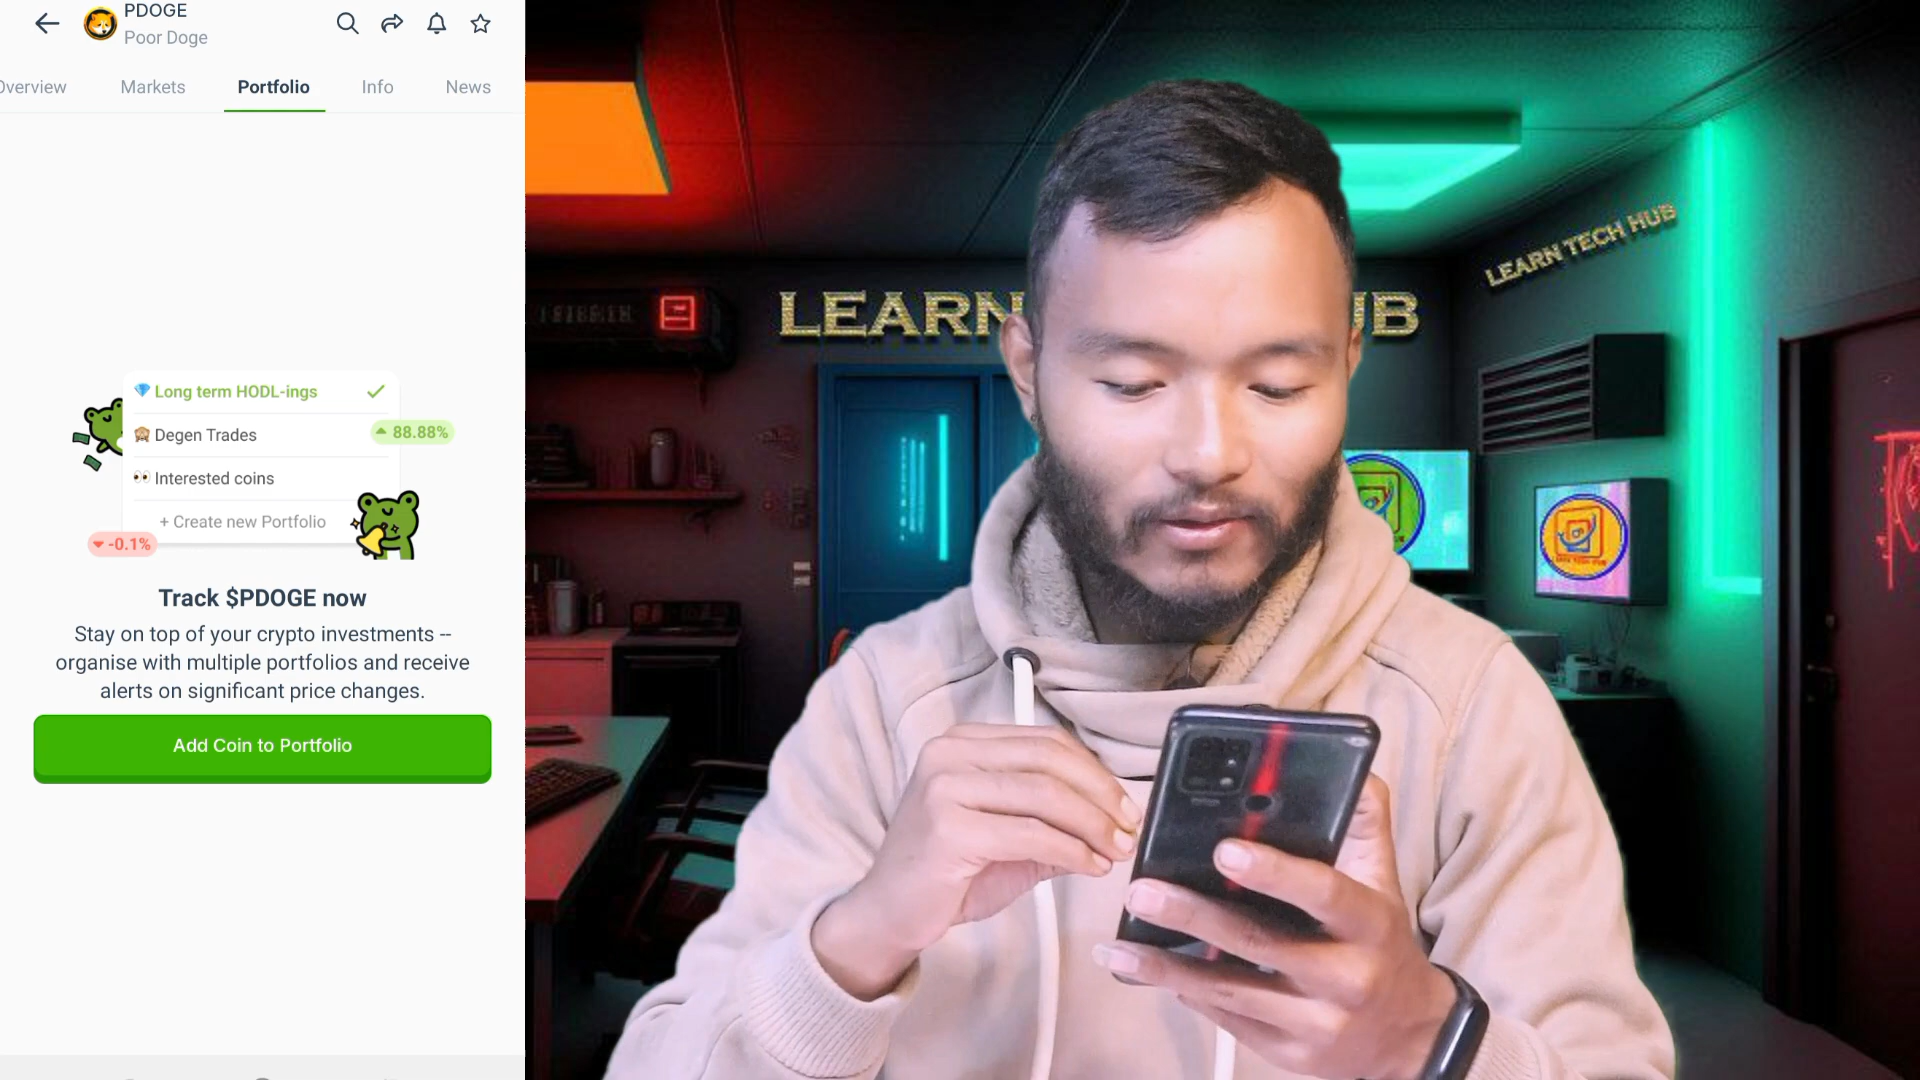 PDOGE
Poor Doge
Overview
Markets
Portfolio
Info
News
Long term HODL-ings
Degen Trades
88.88%
Interested coins
+ Create new Portfolio
-0.1%
Track $PDOGE now
Stay on top of your crypto investments --
organise with multiple portfolios and receive
alerts on significant price changes.
Add Coin to Portfolio
LEARN
UB
LEARN TECH HUB